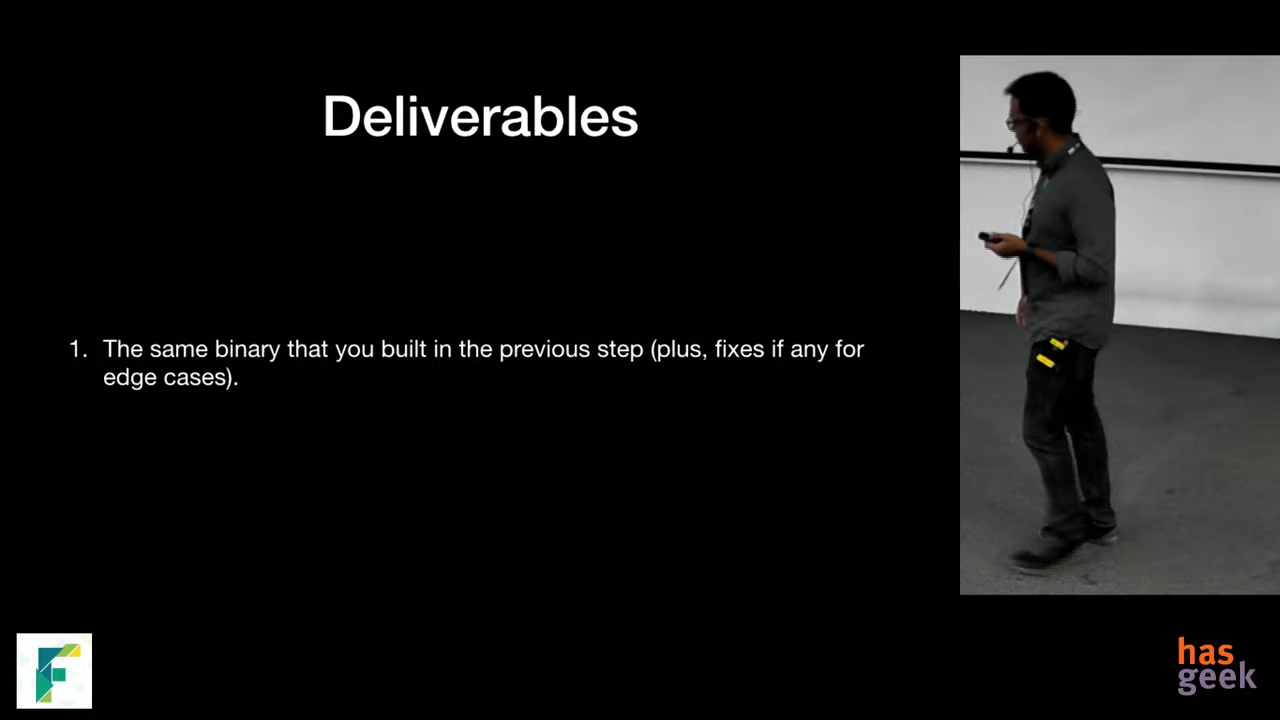 Deliverables
1. The same binary that you built in the previous step (plus, fixes if any for
edge cases).
F
has
geek